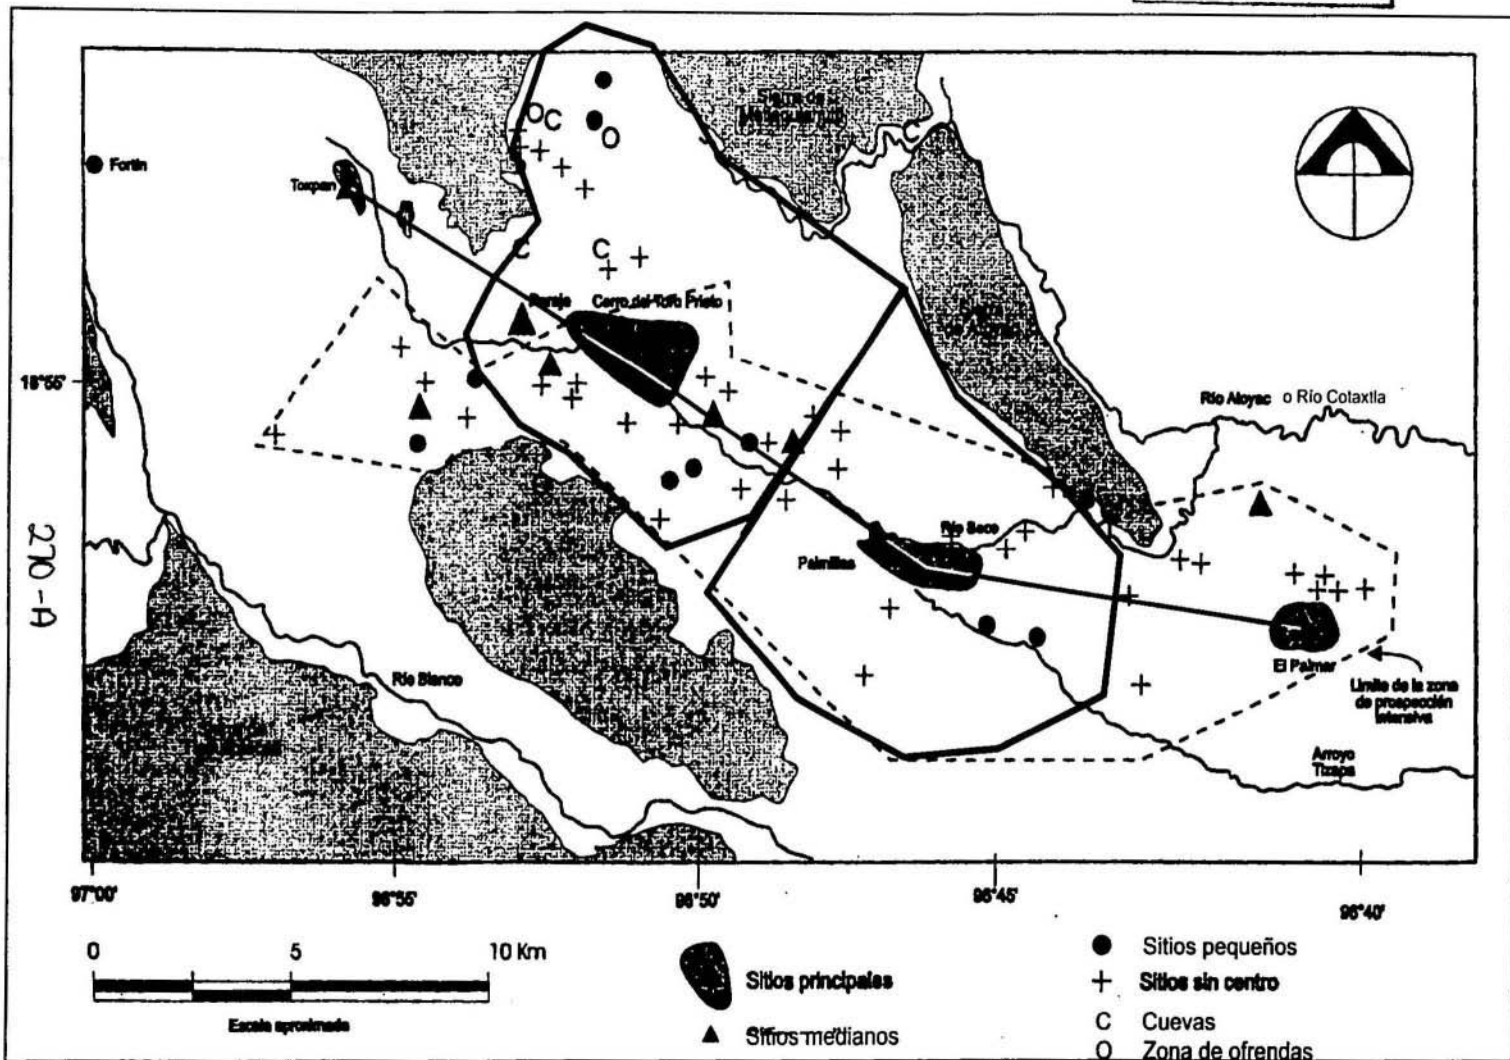 Sierra de
Fortín
Toxpan
O C
O
C
C C
Paraje
Cerro del Toro Prieto
18°55'
Río Atoyac o Río Cotaxtla
270-A
Río Seco
Palmillas
El Palmar
Río Blanco
Límite de la zona
de prospección
intensiva
Arroyo
Tizapa
97°00'
96°55'
96°50'
96°45'
96°40'
0 5 10 Km
Escala aproximada
Sitios principales
Sitios medianos
Sitios pequeños
Sitios sin centro
C Cuevas
O Zona de ofrendas